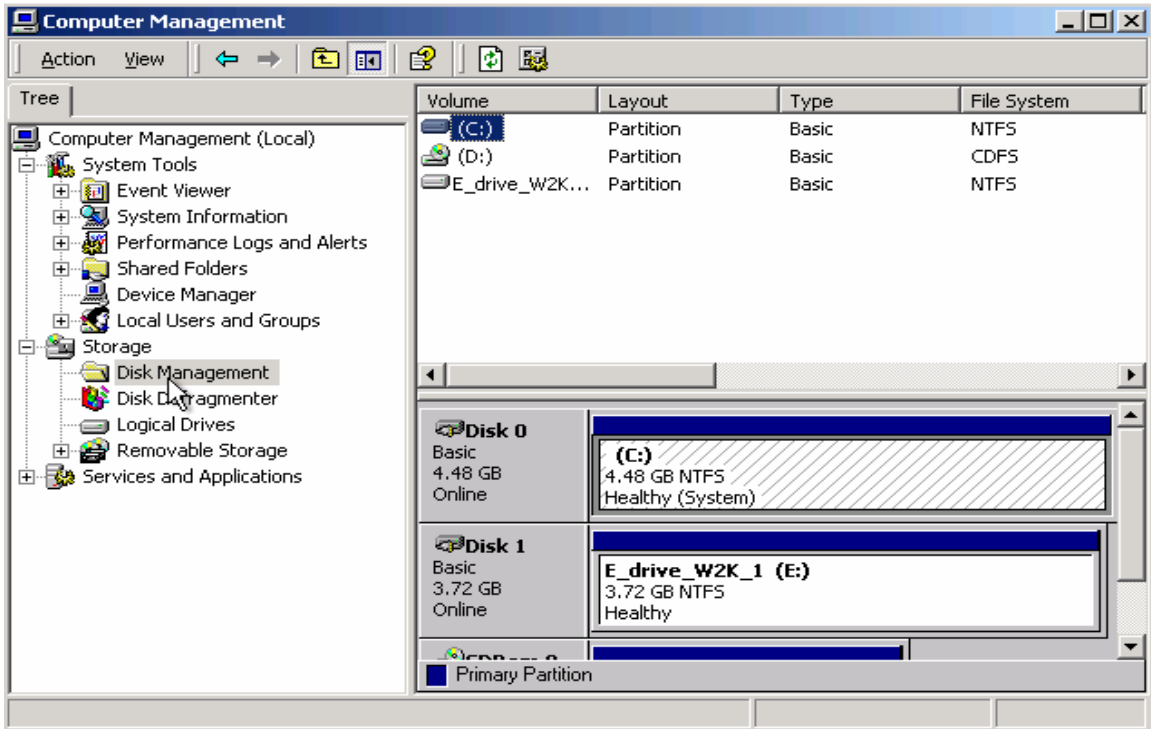 Computer Management
Action View
Tree
Computer Management (Local)
System Tools
Event Viewer
System Information
Performance Logs and Alerts
Shared Folders
Device Manager
Local Users and Groups
Storage
Disk Management
Disk Defragmenter
Logical Drives
Removable Storage
Services and Applications
Volume Layout Type File System
(C:) Partition Basic NTFS
(D:) Partition Basic CDFS
E_drive_W2K... Partition Basic NTFS
Disk 0
Basic
4.48 GB
Online
(C:)
4.48 GB NTFS
Healthy (System)
Disk 1
Basic
3.72 GB
Online
E_drive_W2K_1 (E:)
3.72 GB NTFS
Healthy
Primary Partition